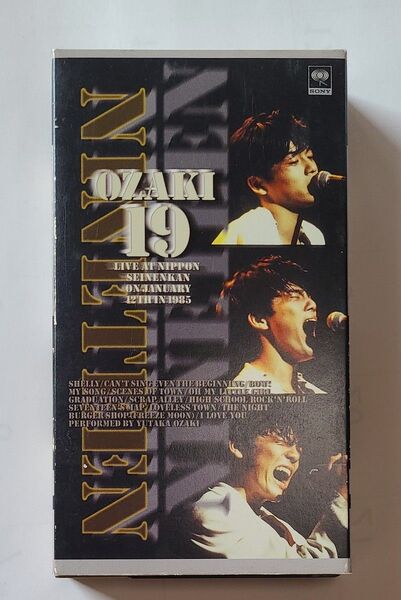 SONY
NINETEEN
NINETEEN
OZAKI
19
LIVE AT NIPPON
SEINENKAN
ON JANUARY
12TH IN 1985
SHELLY/CAN'T SING EVEN THE BEGINNING/BOW!
MY SONG/SCENES OF TOWN/OH MY LITTLE GIRL
GRADUATION/SCRAP ALLEY/HIGH SCHOOL ROCK'N'ROLL
SEVENTEEN'S MAP/LOVELESS TOWN/THE NIGHT
BURGER SHOP(FREEZE MOON)/I LOVE YOU
PERFORMED BY YUTAKA OZAKI